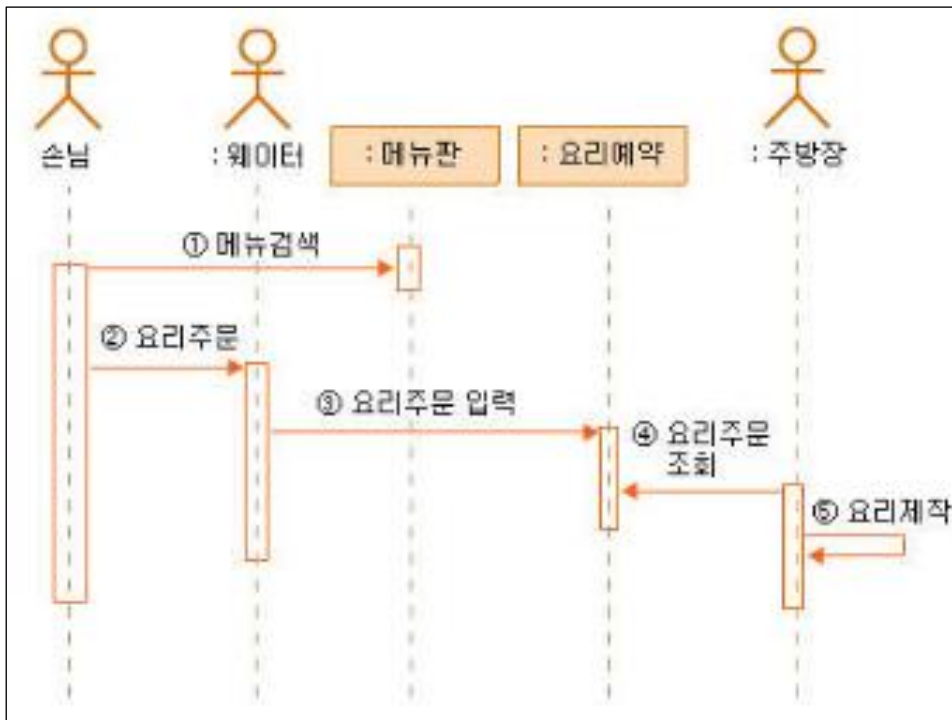 손님
: 웨이터
: 메뉴판
: 요리예약
: 주방장
① 메뉴검색
② 요리주문
③ 요리주문 입력
④ 요리주문
조회
⑤ 요리제작